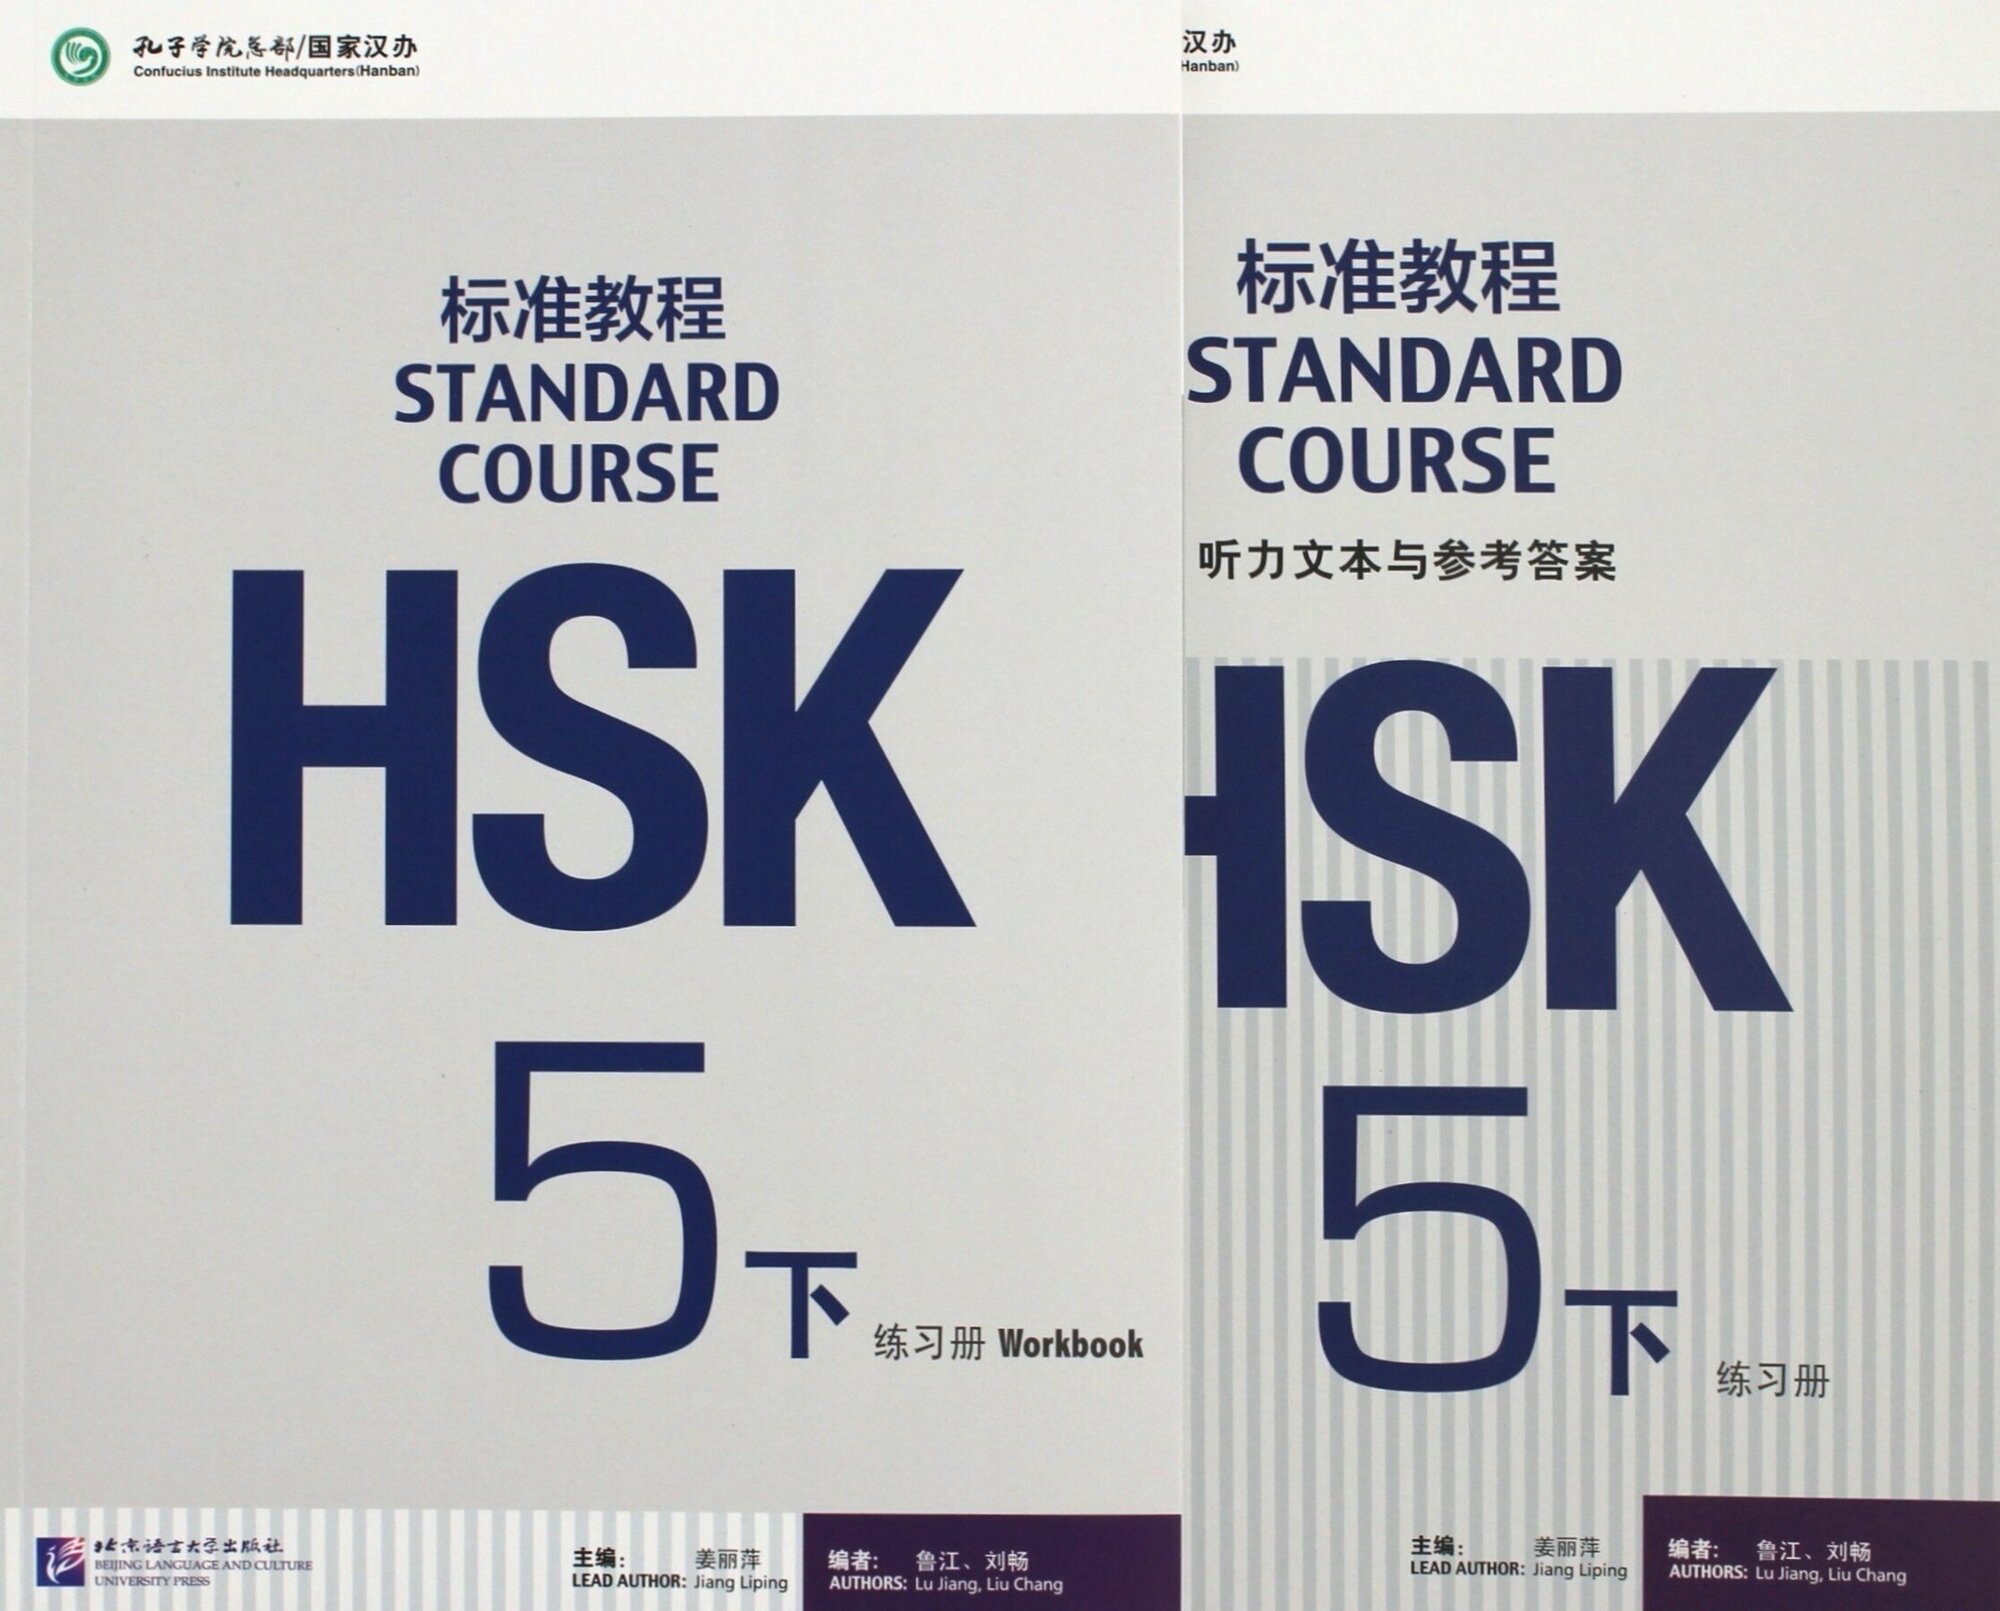 孔子学院总部/国家汉办
Confucius Institute Headquarters(Hanban)
标准教程
STANDARD
COURSE
HSK
5下
练习册 Workbook
北京语言大学出版社
BEIJING LANGUAGE AND CULTURE
UNIVERSITY PRESS
主编： 姜丽萍
LEAD AUTHOR: Jiang Liping
编者： 鲁江、刘畅
AUTHORS: Lu Jiang, Liu Chang
汉办
Hanban)
标准教程
STANDARD
COURSE
听力文本与参考答案
HSK
5下
练习册
主编： 姜丽萍
LEAD AUTHOR: Jiang Liping
编者： 鲁江、刘畅
AUTHORS: Lu Jiang, Liu Chang